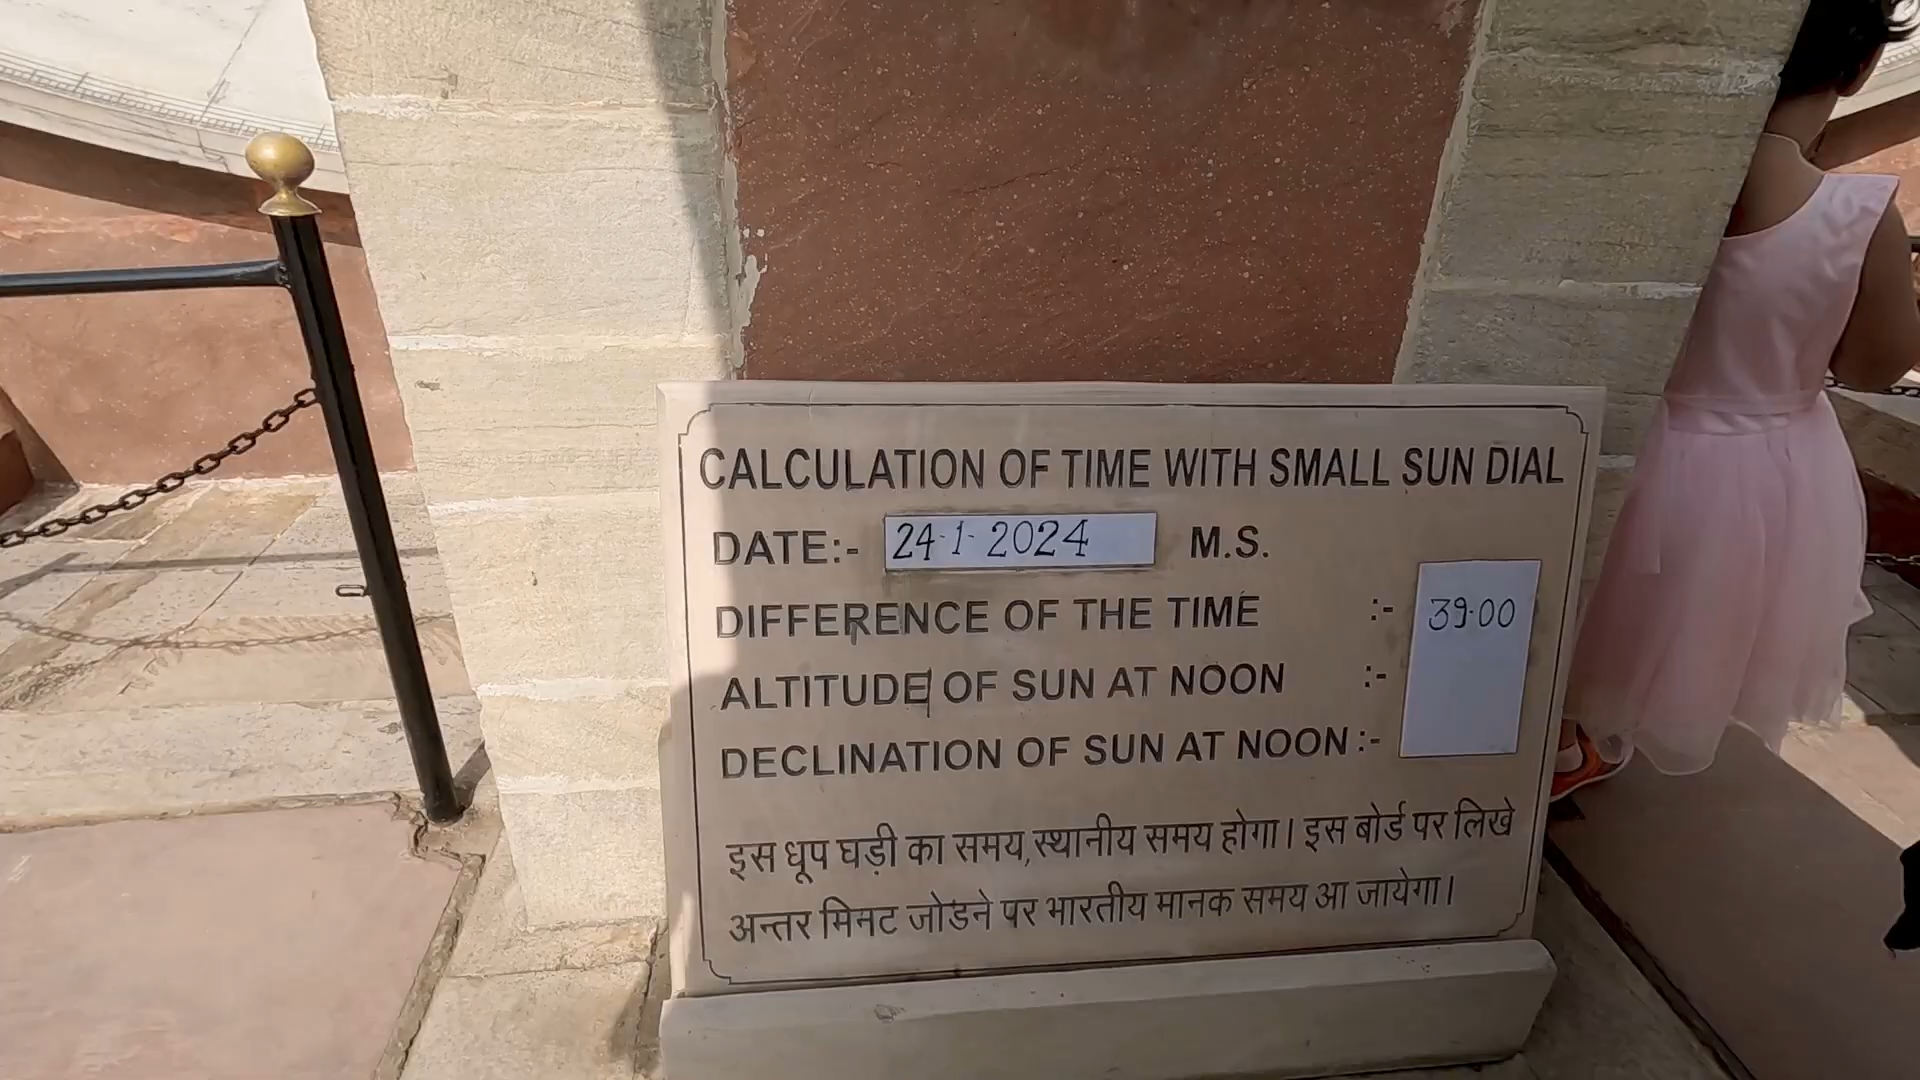 CALCULATION OF TIME WITH SMALL SUN DIAL
DATE:- 24-1-2024 M.S.
DIFFERENCE OF THE TIME :- 39.00
ALTITUDE OF SUN AT NOON :-
DECLINATION OF SUN AT NOON :-
इस धूप घड़ी का समय,स्थानीय समय होगा। इस बोर्ड पर लिखे
अन्तर मिनट जोडने पर भारतीय मानक समय आ जायेगा।